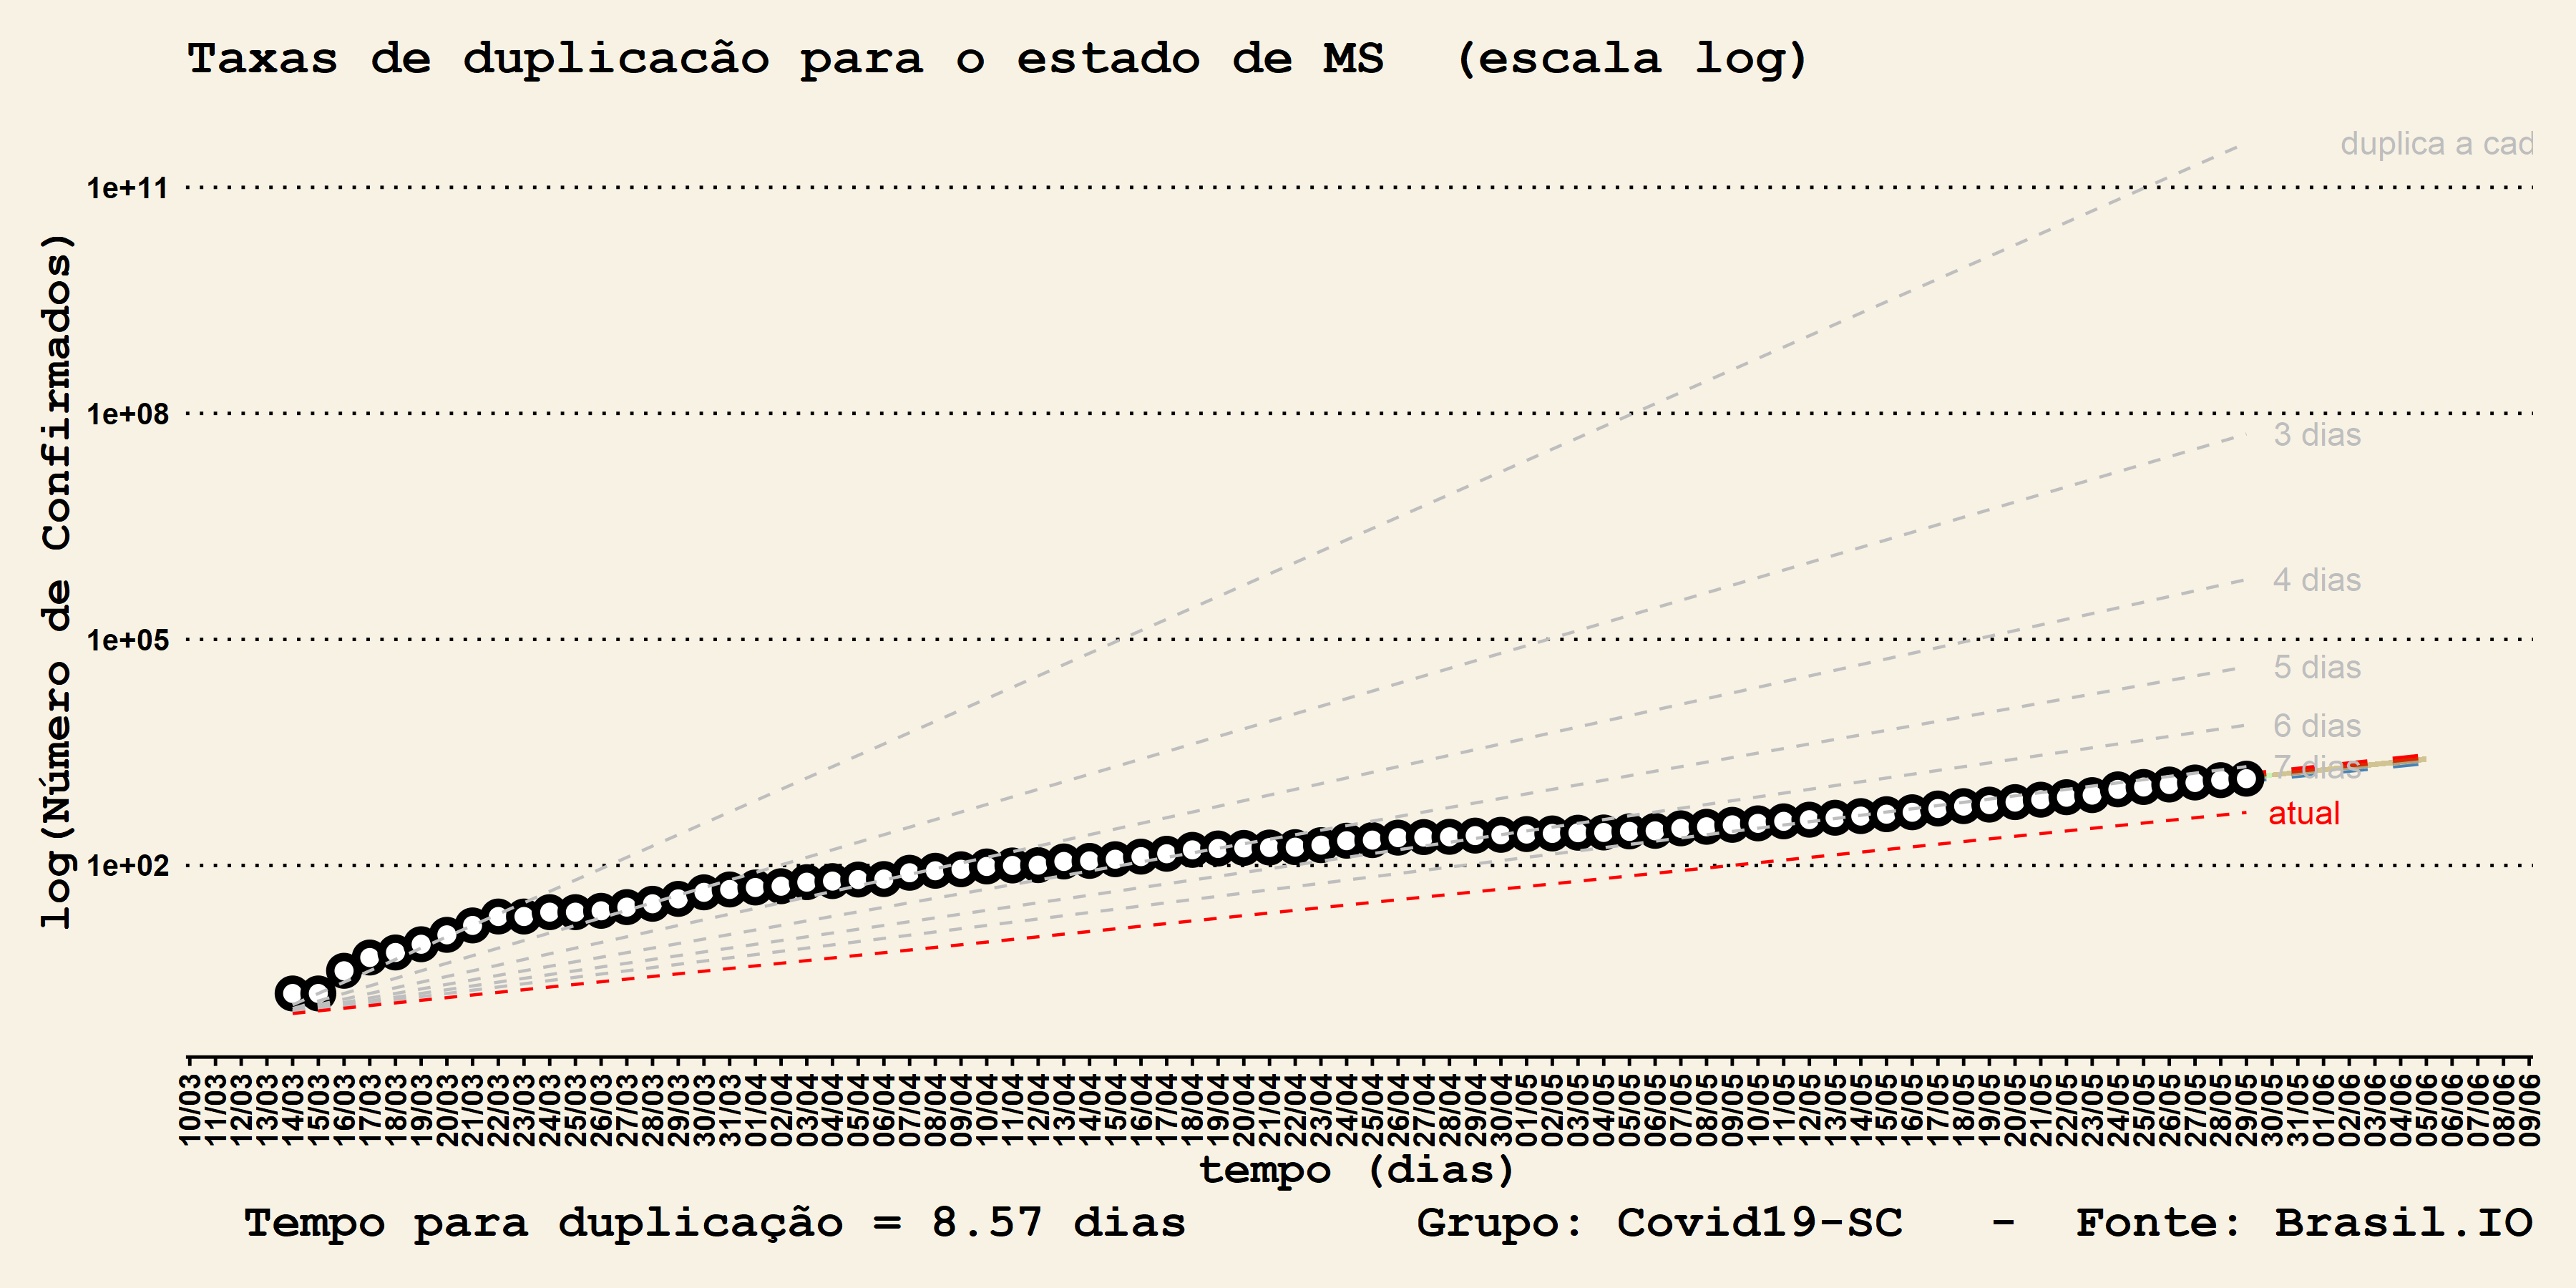 Taxas de duplicacão para o estado de MS  (escala log)
duplica a cad
1e+11
1e+08
3 dias
4 dias
1e+05
5 dias
6 dias
7 dias
atual
1e+02
log(Número de Confirmados)
10/03 11/03 12/03 13/03 14/03 15/03 16/03 17/03 18/03 19/03 20/03 21/03 22/03 23/03 24/03 25/03 26/03 27/03 28/03 29/03 30/03 31/03 01/04 02/04 03/04 04/04 05/04 06/04 07/04 08/04 09/04 10/04 11/04 12/04 13/04 14/04 15/04 16/04 17/04 18/04 19/04 20/04 21/04 22/04 23/04 24/04 25/04 26/04 27/04 28/04 29/04 30/04 01/05 02/05 03/05 04/05 05/05 06/05 07/05 08/05 09/05 10/05 11/05 12/05 13/05 14/05 15/05 16/05 17/05 18/05 19/05 20/05 21/05 22/05 23/05 24/05 25/05 26/05 27/05 28/05 29/05 30/05 31/05 01/06 02/06 03/06 04/06 05/06 06/06 07/06 08/06 09/06
tempo (dias)
Tempo para duplicação = 8.57 dias     Grupo: Covid19-SC  -  Fonte: Brasil.IO